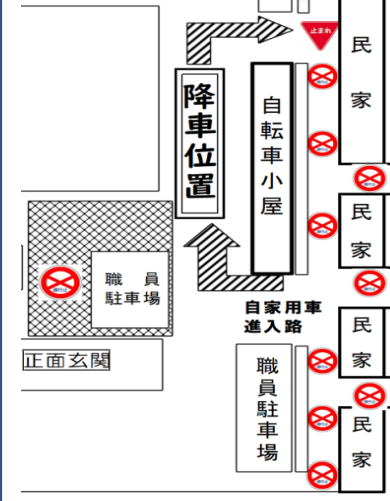 止まれ
民家
降車位置
自転車小屋
民家
職員
駐車場
自家用車
進入路
正面玄関
職員駐車場
民家
民家